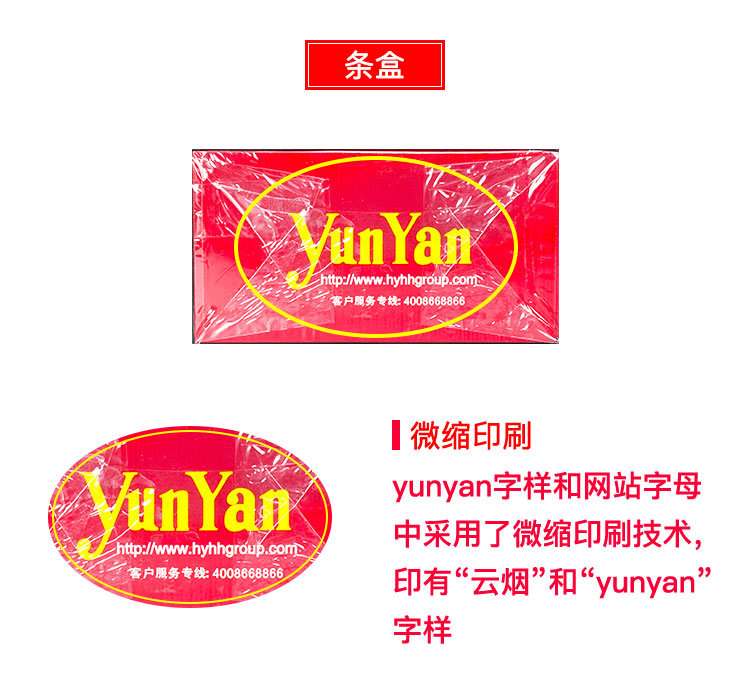 条盒
yunYan
http://www.hyhhgroup.com
客户服务专线: 4008668866
yunYan
http://www.hyhhgroup.com
客户服务专线: 4008668866
微缩印刷
yunyan字样和网站字母
中采用了微缩印刷技术,
印有“云烟”和“yunyan”
字样